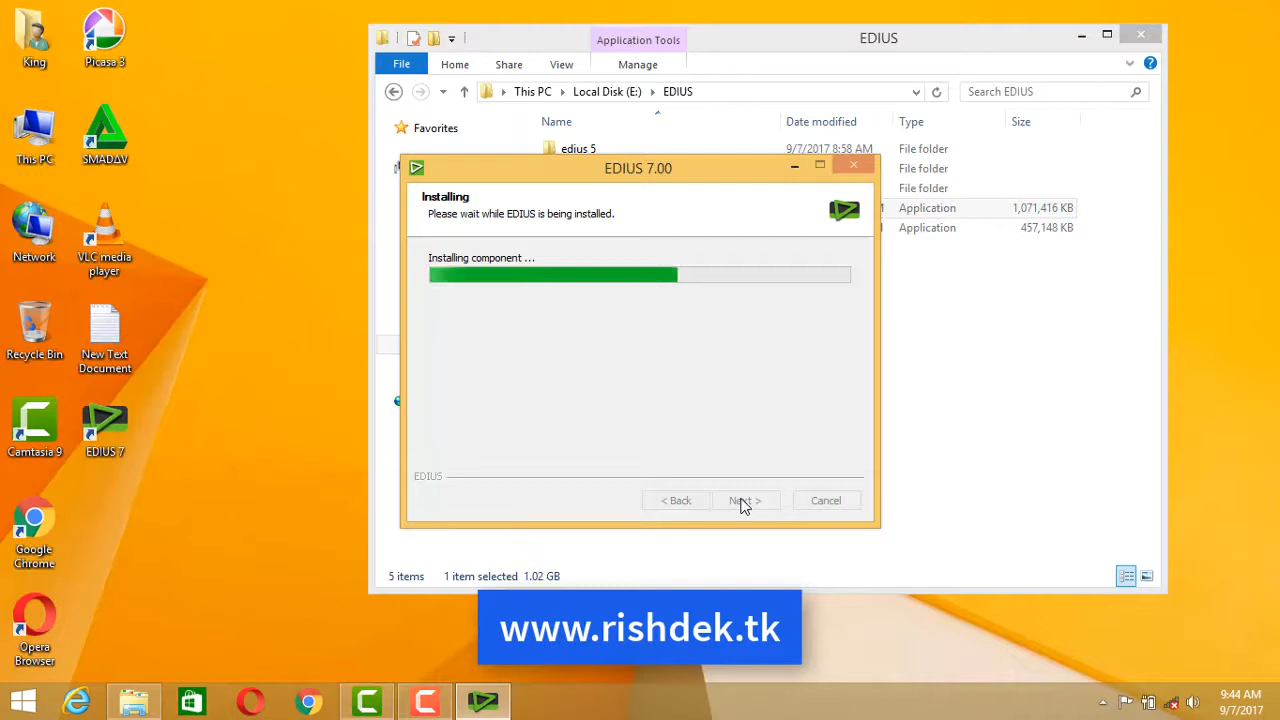 King
Picasa 3
This PC
SMADΔV
Network
VLC media
player
Recycle Bin
New Text
Document
Camtasia 9
EDIUS 7
Google
Chrome
Opera
Browser
Application Tools
EDIUS
File
Home
Share
View
Manage
This PC
Local Disk (E:)
EDIUS
Search EDIUS
Favorites
Name
Date modified
Type
Size
edius 5
9/7/2017 8:58 AM
File folder
File folder
File folder
Application
1,071,416 KB
Application
457,148 KB
EDIUS 7.00
Installing
Please wait while EDIUS is being installed.
Installing component ...
EDIUS
< Back
Next >
Cancel
5 items
1 item selected 1.02 GB
www.rishdek.tk
9:44 AM
9/7/2017